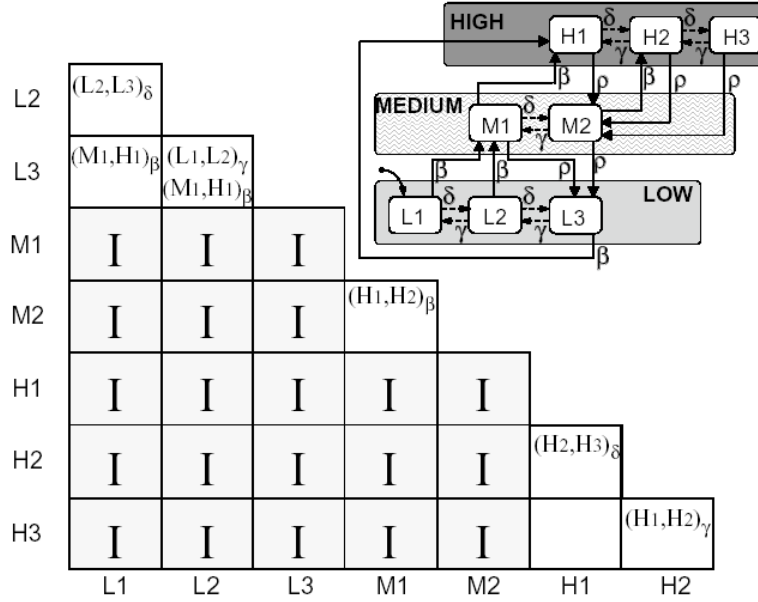 HIGH
H1 δ γ H2 δ γ H3
β ρ β ρ ρ
MEDIUM
M1 δ γ M2
β β ρ ρ
LOW
L1 δ γ L2 δ γ L3
β
L2 (L2,L3)δ
L3 (M1,H1)β (L1,L2)γ
(M1,H1)β
M1 I I I
M2 I I I (H1,H2)β
H1 I I I I I
H2 I I I I I (H2,H3)δ
H3 I I I I I (H1,H2)γ
L1 L2 L3 M1 M2 H1 H2